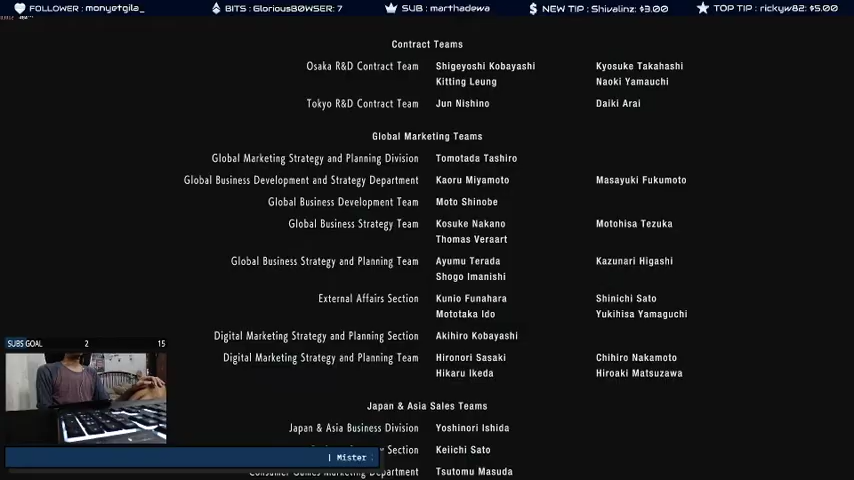 FOLLOWER : monyetgila_ BITS : Glorious80WSER: 7 SUB : marthadewa NEW TIP : Shivalinz: $3.00 TOP TIP : rickyw82: $5.00
Contract Teams
Osaka R&D Contract Team Shigeyoshi Kobayashi Kyosuke Takahashi
Kitting Leung Naoki Yamauchi
Tokyo R&D Contract Team Jun Nishino Daiki Arai
Global Marketing Teams
Global Marketing Strategy and Planning Division Tomotada Tashiro
Global Business Development and Strategy Department Kaoru Miyamoto Masayuki Fukumoto
Global Business Development Team Moto Shinobe
Global Business Strategy Team Kosuke Nakano Motohisa Tezuka
Thomas Veraart
Global Business Strategy and Planning Team Ayumu Terada Kazunari Higashi
Shogo Imanishi
External Affairs Section Kunio Funahara Shinichi Sato
Mototaka Ido Yukihisa Yamaguchi
Digital Marketing Strategy and Planning Section Akihiro Kobayashi
Digital Marketing Strategy and Planning Team Hironori Sasaki Chihiro Nakamoto
Hikaru Ikeda Hiroaki Matsuzawa
Japan & Asia Sales Teams
Japan & Asia Business Division Yoshinori Ishida
Section Keiichi Sato
Consumer Games Marketing Department Tsutomu Masuda
SUBS GOAL 2 15
| Mister